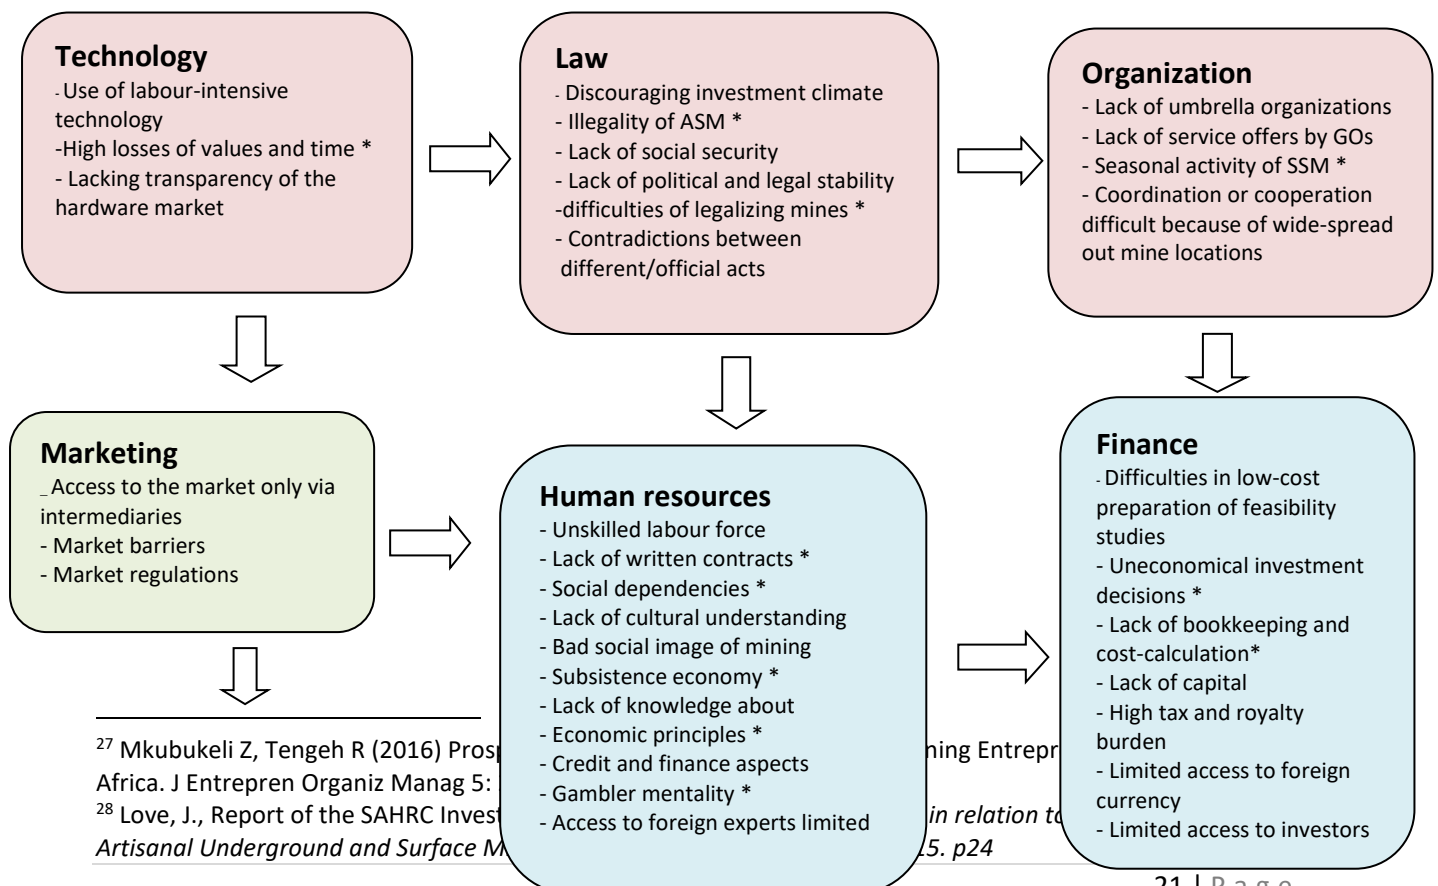 Technology
- Use of labour-intensive
technology
-High losses of values and time *
- Lacking transparency of the
hardware market
Law
- Discouraging investment climate
- Illegality of ASM *
- Lack of social security
- Lack of political and legal stability
-difficulties of legalizing mines *
- Contradictions between
different/official acts
Organization
- Lack of umbrella organizations
- Lack of service offers by GOs
- Seasonal activity of SSM *
- Coordination or cooperation
difficult because of wide-spread
out mine locations
Marketing
_ Access to the market only via
intermediaries
- Market barriers
- Market regulations
Human resources
- Unskilled labour force
- Lack of written contracts *
- Social dependencies *
- Lack of cultural understanding
- Bad social image of mining
- Subsistence economy *
- Lack of knowledge about
- Economic principles *
- Credit and finance aspects
- Gambler mentality *
- Access to foreign experts limited
Finance
- Difficulties in low-cost
preparation of feasibility
studies
- Uneconomical investment
decisions *
- Lack of bookkeeping and
cost-calculation*
- Lack of capital
- High tax and royalty
burden
- Limited access to foreign
currency
- Limited access to investors
27 Mkubukeli Z, Tengeh R (2016)
Africa. J Entrepren Organiz Manag 5:
28 Love, J., Report of the SAHRC in relation
Artisanal Underground and Surface p24
21 | P a g e